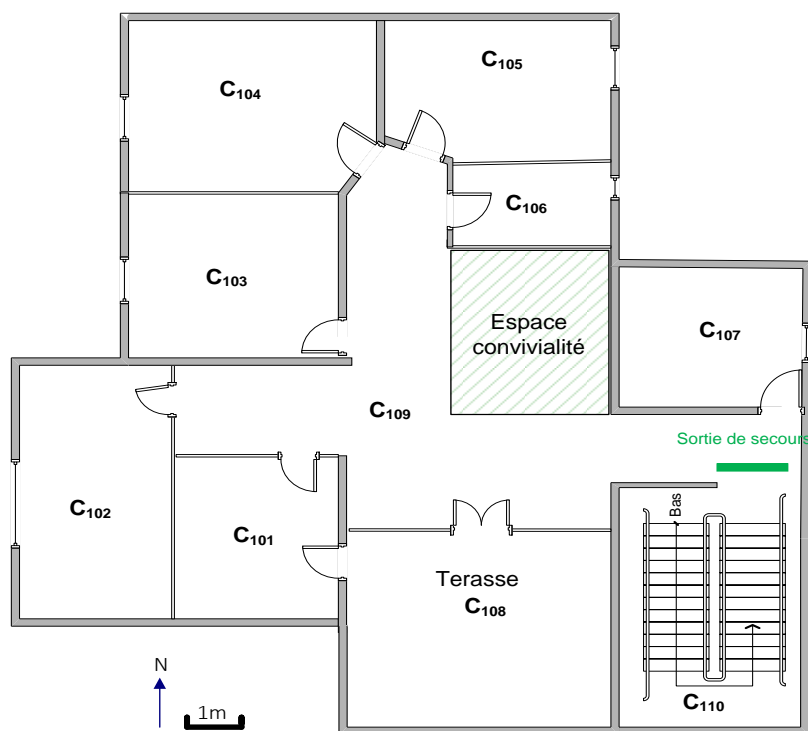 C105
C104
C106
C103
Espace
convivialité
C107
C109
Sortie de secours
Bas
C102
C101
Terasse
C108
N
1m
C110